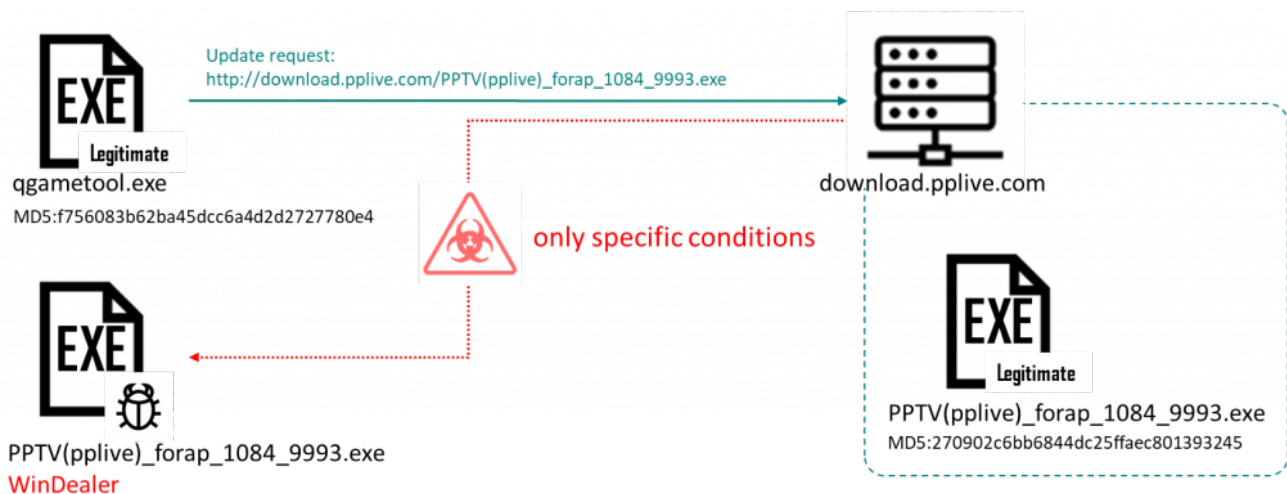 Update request:
http://download.pplive.com/PPTV(pplive)_forap_1084_9993.exe
EXE
Legitimate
qgametool.exe
MD5:f756083b62ba45dcc6a4d2d2727780e4
download.pplive.com
only specific conditions
EXE
PPTV(pplive)_forap_1084_9993.exe
WinDealer
EXE
Legitimate
PPTV(pplive)_forap_1084_9993.exe
MD5:270902c6bb6844dc25ffaec801393245